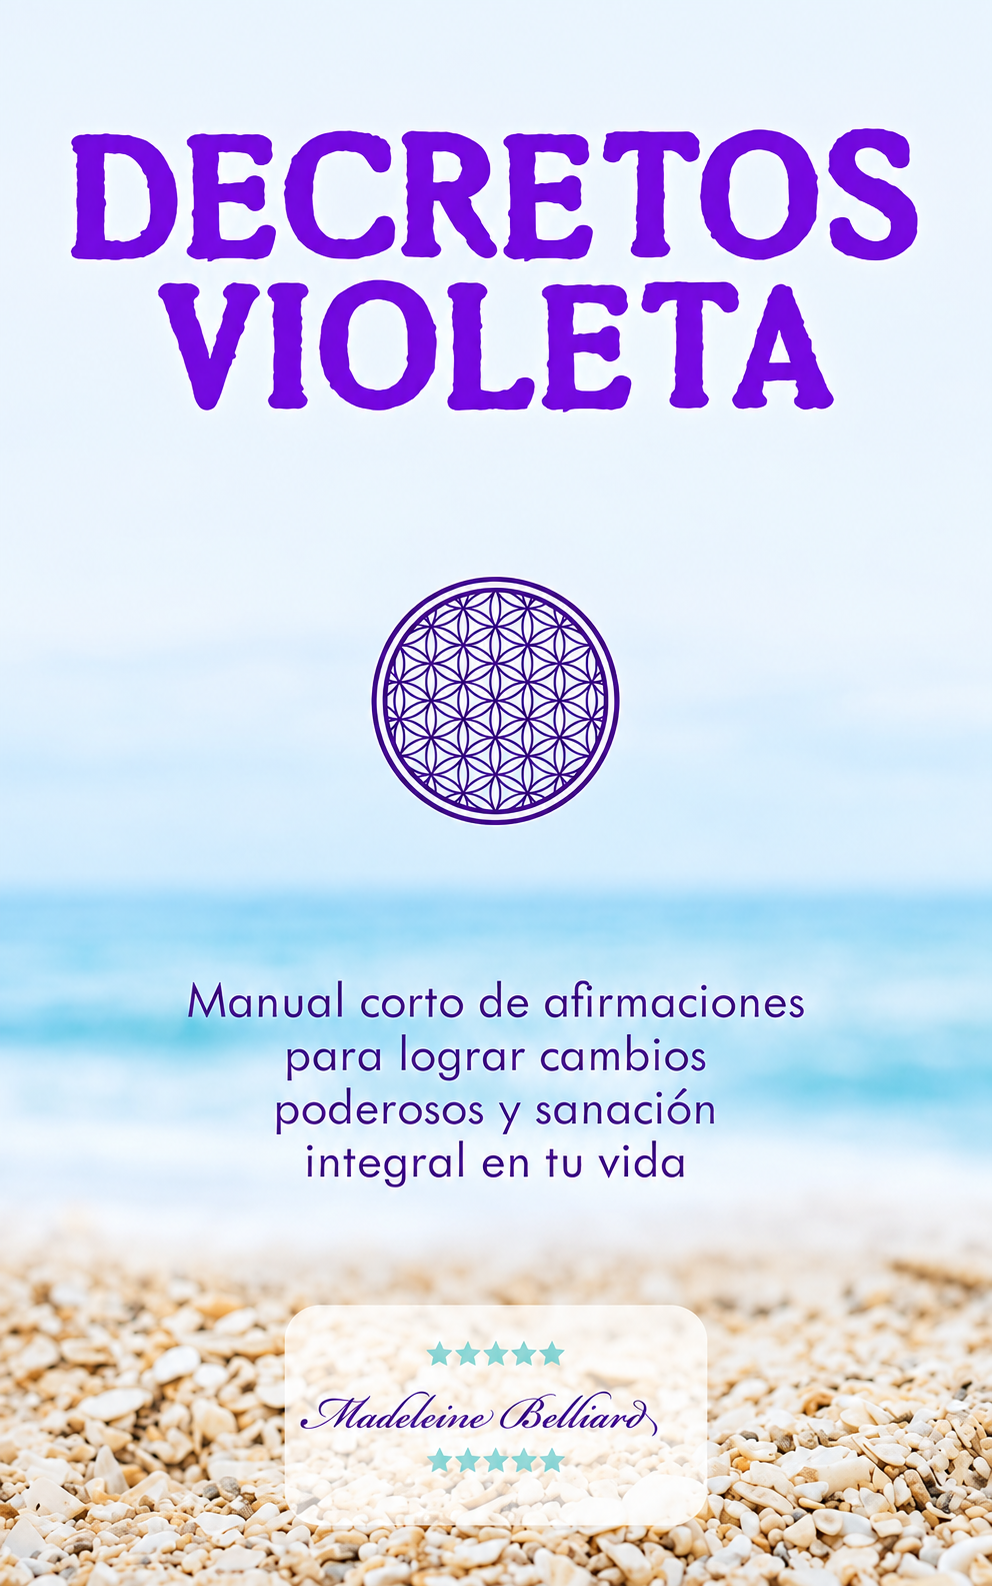 DECRETOS
VIOLETA
Manual corto de afirmaciones
para lograr cambios
poderosos y sanación
integral en tu vida
Madeleine Belliard